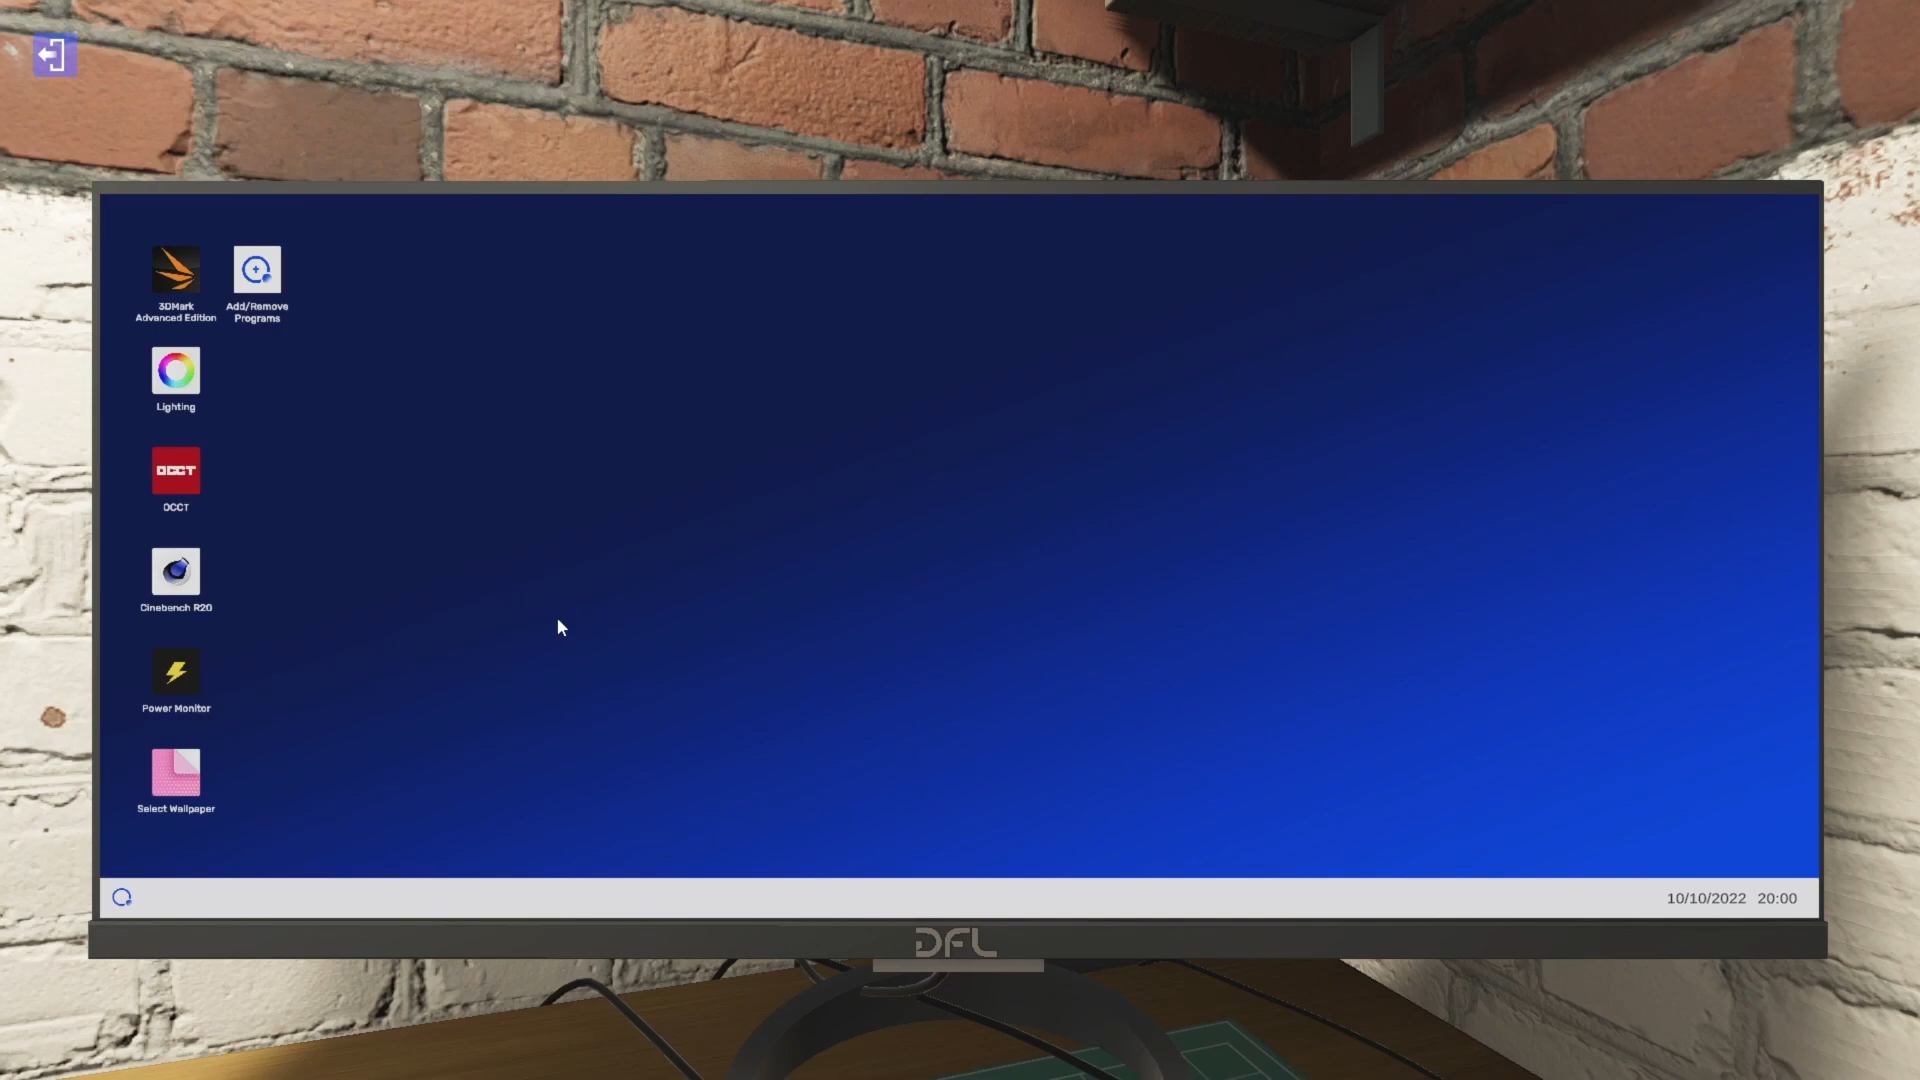 3DMark
Advanced Edition
Add/Remove
Programs
Lighting
OCCT
OCCT
Cinebench R20
Power Monitor
Select Wallpaper
10/10/2022 20:00
DFL